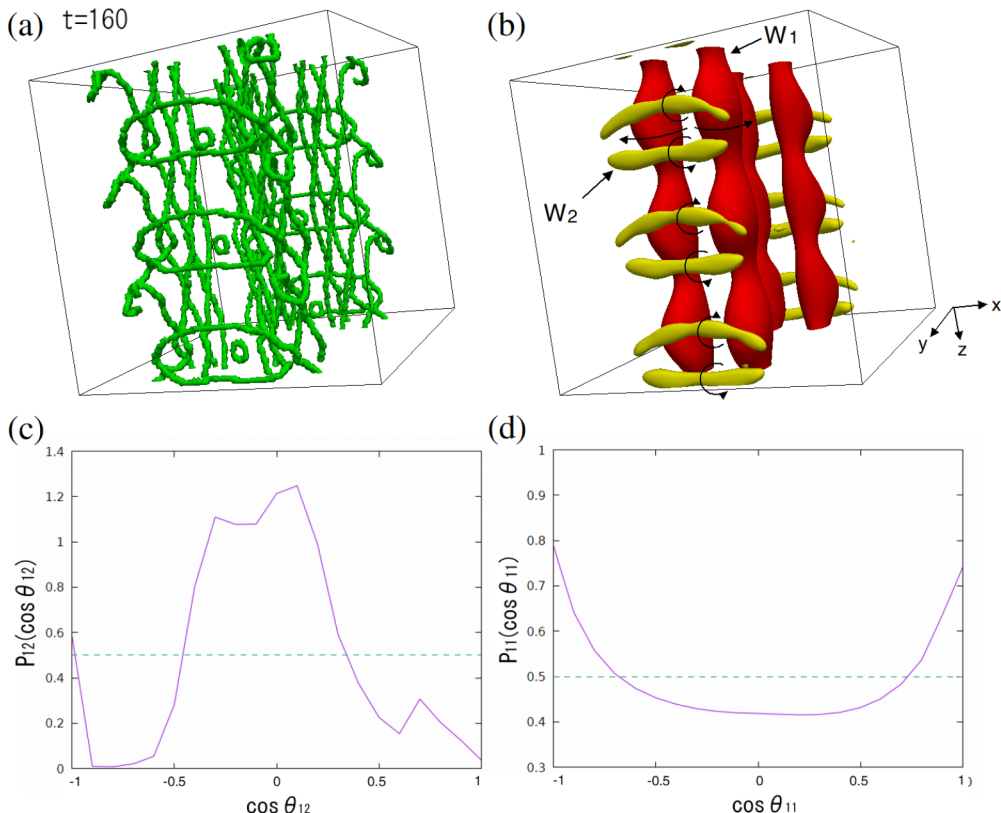 (a) t=160
(b)
W1
W2
x
y
z
(c)
1.4
1.2
1
0.8
0.6
0.4
0.2
0
-1 -0.5 0 0.5 1
P12(cos θ12)
cos θ12
(d)
1
0.9
0.8
0.7
0.6
0.5
0.4
0.3
-1 -0.5 0 0.5 1)
P11(cos θ11)
cos θ11